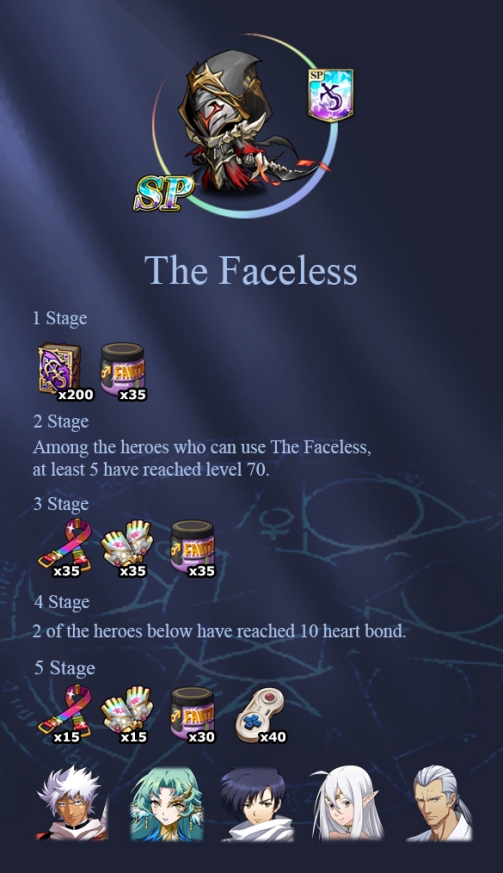 SP
SP
The Faceless
1 Stage
x200 x35
2 Stage
Among the heroes who can use The Faceless,
at least 5 have reached level 70.
3 Stage
x35 x35 x35
4 Stage
2 of the heroes below have reached 10 heart bond.
5 Stage
x15 x15 x30 x40